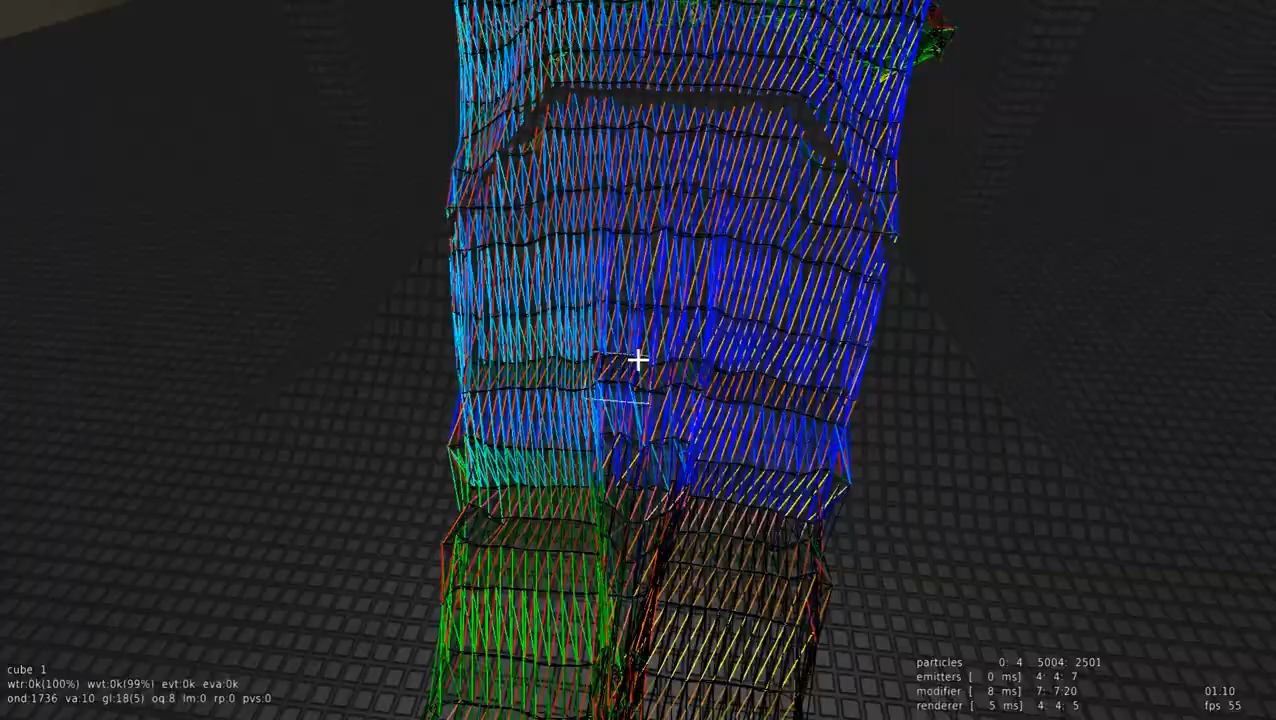 cube 1
wtr:0k(100%) wvt:0k(99%) evt:0k eva:0k
ond:1736 va:10 gl:18(5) oq:8 lm:0 rp:0 pvs:0
particles 0: 4 5004: 2501
emitters [ 0 ms] 4: 4: 7
modifier [ 8 ms] 7: 7:20
renderer [ 5 ms] 4: 4: 5
01:10
fps 55